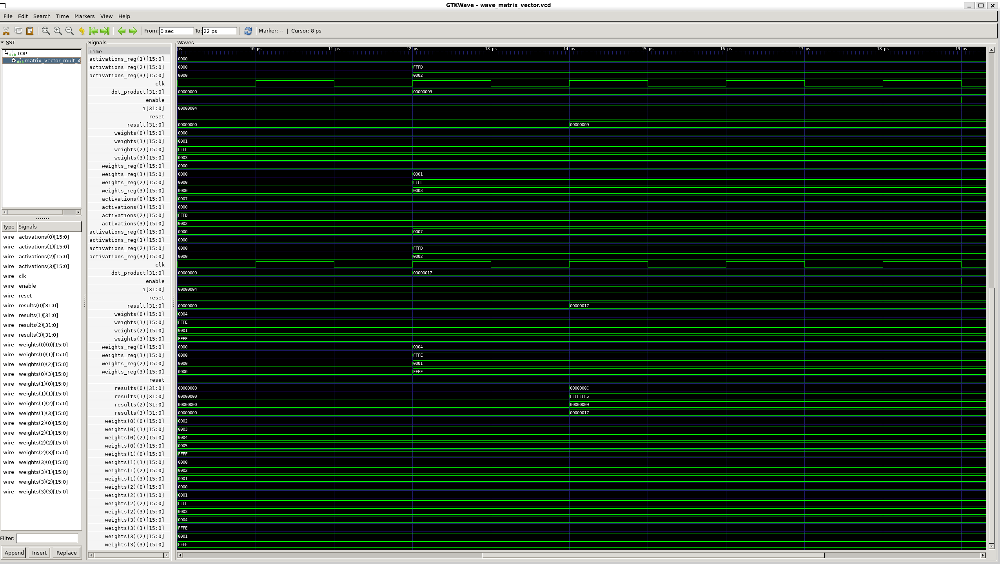 GTKWave - wave_matrix_vector.vcd
File Edit Search Time Markers View Help
From: 0 sec To: 22 ps Marker: -- | Cursor: 8 ps
SST
TOP
matrix_vector_mult_4
Type Signals
wire activations(0)[15:0]
wire activations(1)[15:0]
wire activations(2)[15:0]
wire activations(3)[15:0]
wire clk
wire enable
wire reset
wire results(0)[31:0]
wire results(1)[31:0]
wire results(2)[31:0]
wire results(3)[31:0]
wire weights(0)(0)[15:0]
wire weights(0)(1)[15:0]
wire weights(0)(2)[15:0]
wire weights(0)(3)[15:0]
wire weights(1)(0)[15:0]
wire weights(1)(1)[15:0]
wire weights(1)(2)[15:0]
wire weights(1)(3)[15:0]
wire weights(2)(0)[15:0]
wire weights(2)(1)[15:0]
wire weights(2)(2)[15:0]
wire weights(2)(3)[15:0]
wire weights(3)(0)[15:0]
wire weights(3)(1)[15:0]
wire weights(3)(2)[15:0]
wire weights(3)(3)[15:0]
Filter:
Append Insert Replace
Signals
Waves
Time ps 10 ps 11 ps 12 ps 13 ps 14 ps 15 ps 16 ps 17 ps 18 ps 19 ps
activations_reg(1)[15:0] 0000
activations_reg(2)[15:0] 0000 FFFD
activations_reg(3)[15:0] 0000 0002
clk
dot_product[31:0] 00000000 00000009
enable
i[31:0] 00000004
reset
result[31:0] 00000000 00000009
weights(0)[15:0] 0000
weights(1)[15:0] 0001
weights(2)[15:0] FFFF
weights(3)[15:0] 0003
weights_reg(0)[15:0] 0000
weights_reg(1)[15:0] 0000 0001
weights_reg(2)[15:0] 0000 FFFF
weights_reg(3)[15:0] 0000 0003
activations(0)[15:0] 0007
activations(1)[15:0] 0000
activations(2)[15:0] FFFD
activations(3)[15:0] 0002
activations_reg(0)[15:0] 0000 0007
activations_reg(1)[15:0] 0000
activations_reg(2)[15:0] 0000 FFFD
activations_reg(3)[15:0] 0000 0002
clk
dot_product[31:0] 00000000 00000017
enable
i[31:0] 00000004
reset
result[31:0] 00000000 00000017
weights(0)[15:0] 0004
weights(1)[15:0] FFFE
weights(2)[15:0] 0001
weights(3)[15:0] FFFF
weights_reg(0)[15:0] 0000 0004
weights_reg(1)[15:0] 0000 FFFE
weights_reg(2)[15:0] 0000 0001
weights_reg(3)[15:0] 0000 FFFF
reset
results(0)[31:0] 00000000 0000000C
results(1)[31:0] 00000000 FFFFFFF5
results(2)[31:0] 00000000 00000009
results(3)[31:0] 00000000 00000017
weights(0)(0)[15:0] 0002
weights(0)(1)[15:0] 0003
weights(0)(2)[15:0] 0004
weights(0)(3)[15:0] 0005
weights(1)(0)[15:0] FFFF
weights(1)(1)[15:0] 0000
weights(1)(2)[15:0] 0002
weights(1)(3)[15:0] 0001
weights(2)(0)[15:0] 0000
weights(2)(1)[15:0] 0001
weights(2)(2)[15:0] FFFF
weights(2)(3)[15:0] 0003
weights(3)(0)[15:0] 0004
weights(3)(1)[15:0] FFFE
weights(3)(2)[15:0] 0001
weights(3)(3)[15:0] FFFF